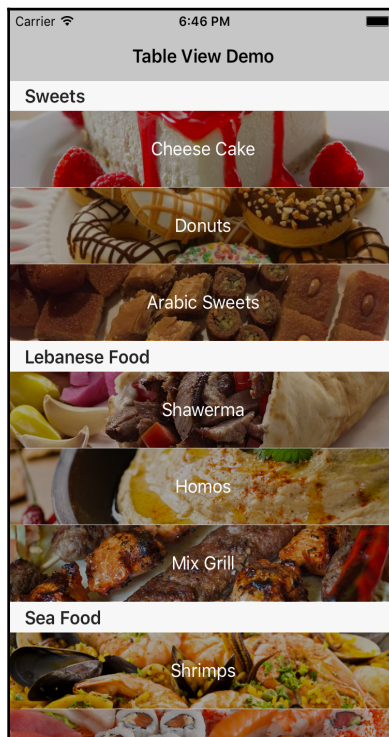 Carrier 6:46 PM
Table View Demo
Sweets
Cheese Cake
Donuts
Arabic Sweets
Lebanese Food
Shawerma
Homos
Mix Grill
Sea Food
Shrimps